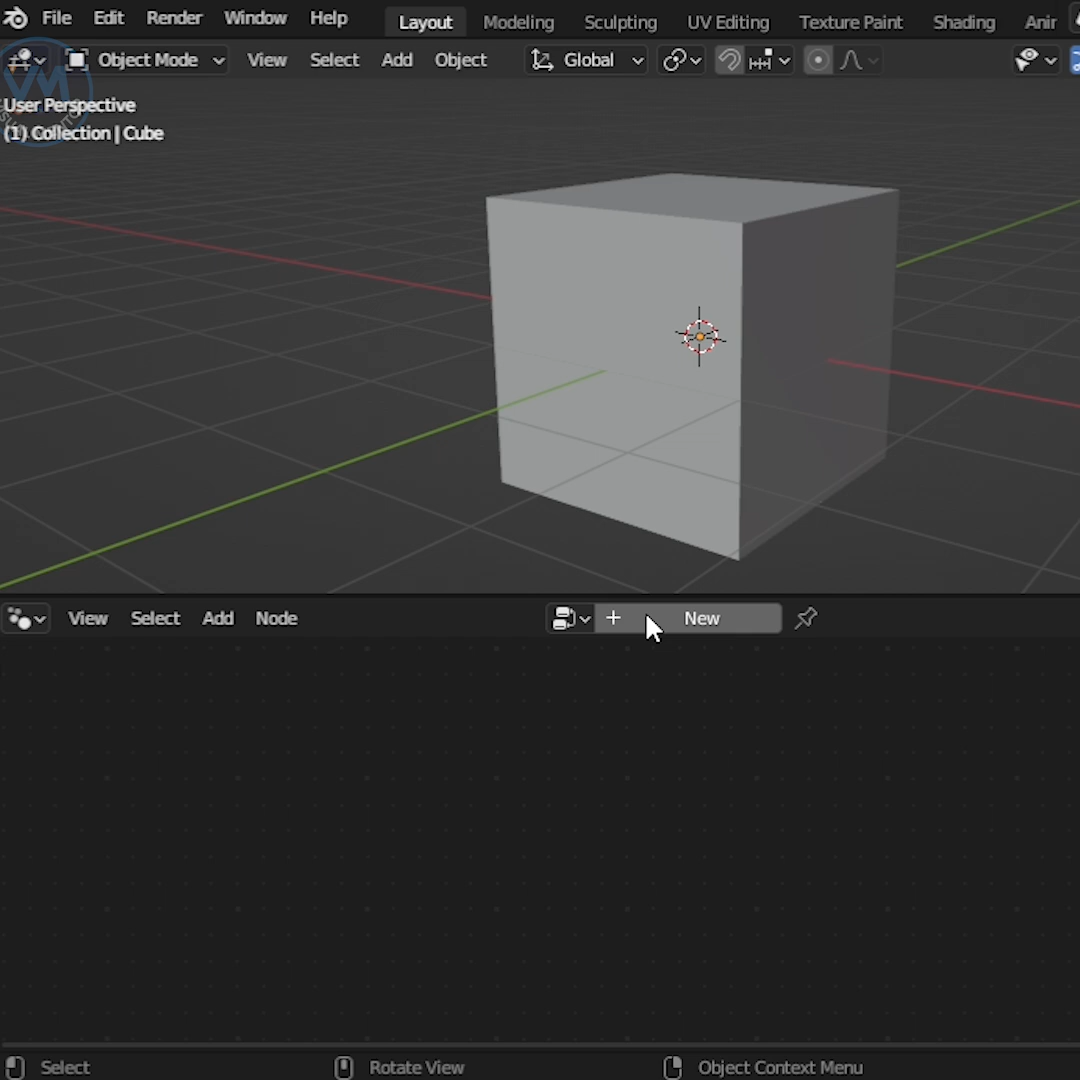 File Edit Render Window Help Layout Modeling Sculpting UV Editing Texture Paint Shading Anir
Object Mode View Select Add Object Global
VM
User Perspective
(1) Collection | Cube
View Select Add Node + New
Select Rotate View Object Context Menu